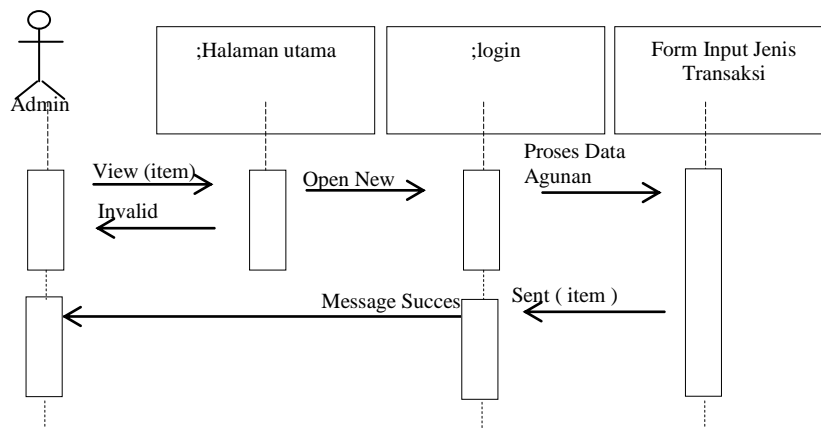 ;Halaman utama
;login
Form Input Jenis
Transaksi
Admin
View (item)
Open New
Proses Data
Agunan
Invalid
Message Succes
Sent ( item )